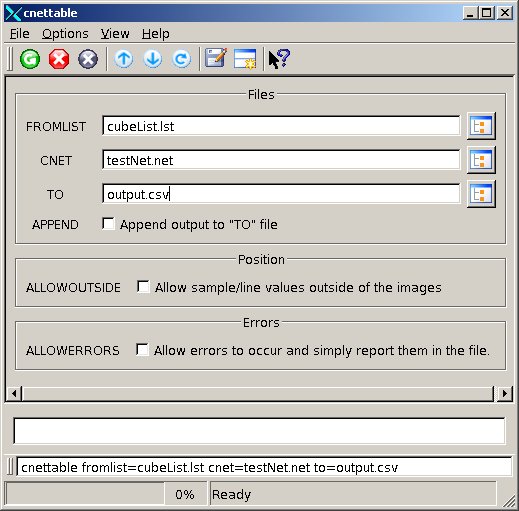 cnettable
File Options View Help
Files
FROMLIST cubeList.lst
CNET testNet.net
TO output.csv
APPEND Append output to "TO" file
Position
ALLOWOUTSIDE Allow sample/line values outside of the images
Errors
ALLOWERRORS Allow errors to occur and simply report them in the file.
cnettable fromlist=cubeList.lst cnet=testNet.net to=output.csv
0% Ready